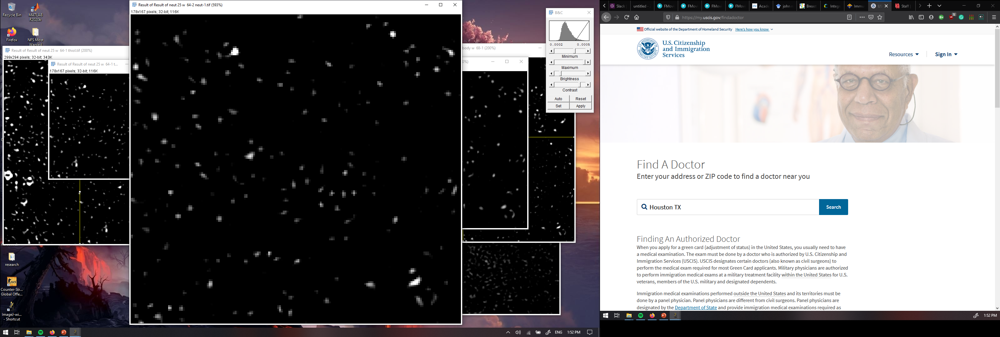 Recycle Bin
MATLAB
R2020b
Firefox
NFS Most
Wanted
Result of Result of neut 25 w 64-1 thiol.tif (200%)
299x294 pixels; 32-bit; 343K
Result of Result of neut 25 w 64-1 t...
178x167 pixels; 32-bit; 116K
research
Counter-Str...
Global Offe...
ImageJ-wi...
- Shortcut
Result of Result of neut 25 w 64-2 neut-1.tif (593%)
178x167 pixels; 32-bit; 116K
body w 68-1 (200%)
0%)
B&C
0.0002 0.0005
Minimum
Maximum
Brightness
Contrast
Auto Reset
Set Apply
ENG 1:52 PM
Slack untitled - FMov FMovi FMov FMovi Acade john r Breast Integr Immu US Staff
https://my.uscis.gov/findadoctor
5
Official website of the Department of Homeland Security Here's how you know
U.S. Citizenship
and Immigration
Services
Resources Sign In
Find A Doctor
Enter your address or ZIP code to find a doctor near you
Houston TX Search
Finding An Authorized Doctor
When you apply for a green card (adjustment of status) in the United States, you usually need to have
a medical examination. The exam must be done by a doctor who is authorized by U.S. Citizenship and
Immigration Services (USCIS). USCIS designates certain doctors (also known as civil surgeons) to
perform the medical exam required for most Green Card applicants. Military physicians are authorized
to perform immigration medical exams at a military treatment facility within the United States for U.S.
veterans, members of the U.S. military and designated dependents.
Immigration medical examinations performed outside the United States and its territories must be
done by a panel physician. Panel physicians are different from civil surgeons. Panel physicians are
designated by the Department of State and provide immigration medical examinations required as
1:52 PM